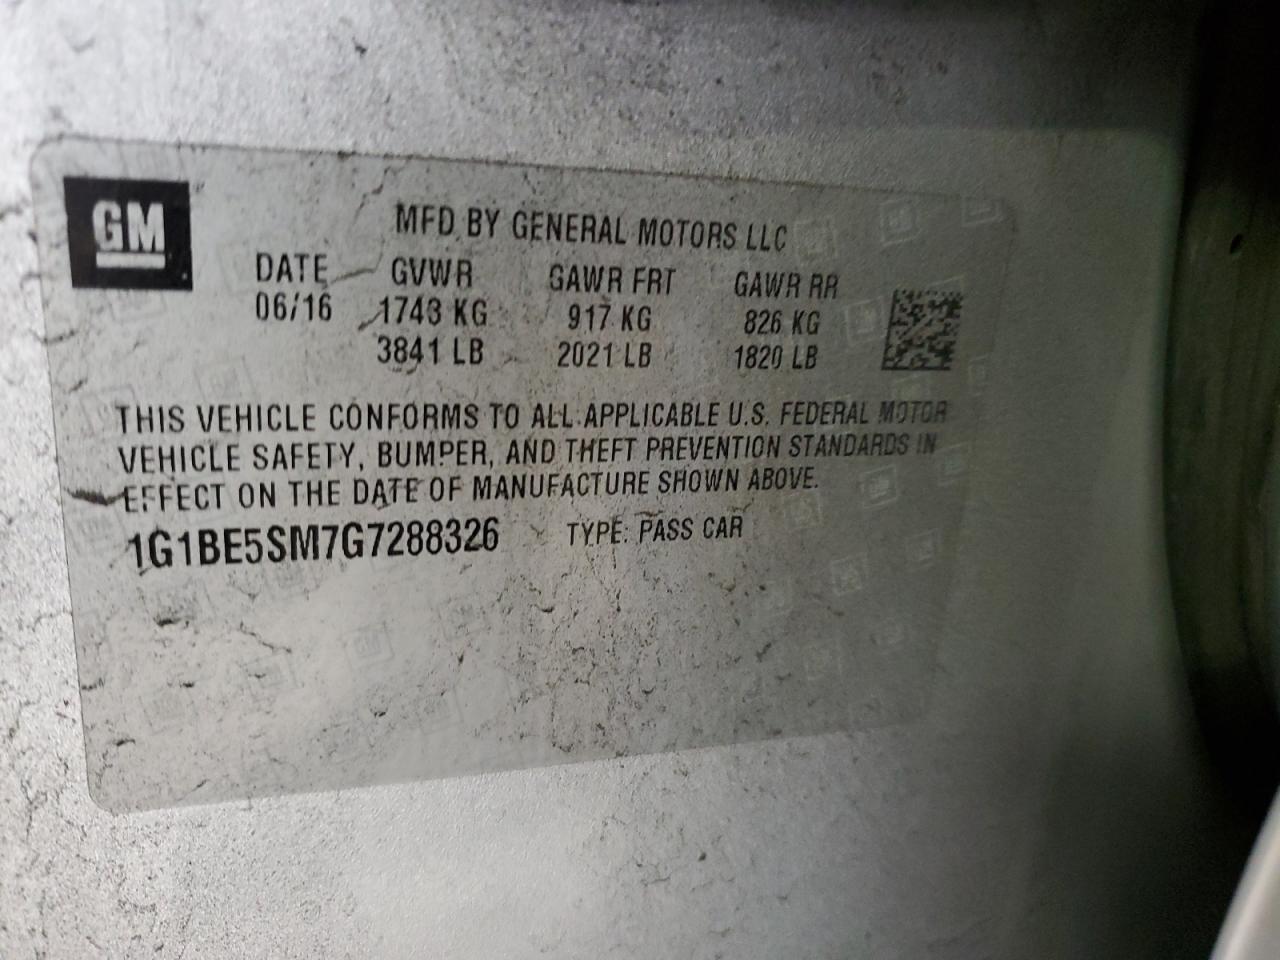 GM
MFD BY GENERAL MOTORS LLC
DATE GVWR GAWR FRT GAWR RR
06/16 1743 KG 917 KG 826 KG
3841 LB 2021 LB 1820 LB
THIS VEHICLE CONFORMS TO ALL APPLICABLE U.S. FEDERAL MOTOR
VEHICLE SAFETY, BUMPER, AND THEFT PREVENTION STANDARDS IN
EFFECT ON THE DATE OF MANUFACTURE SHOWN ABOVE.
1G1BE5SM7G7288326 TYPE: PASS CAR